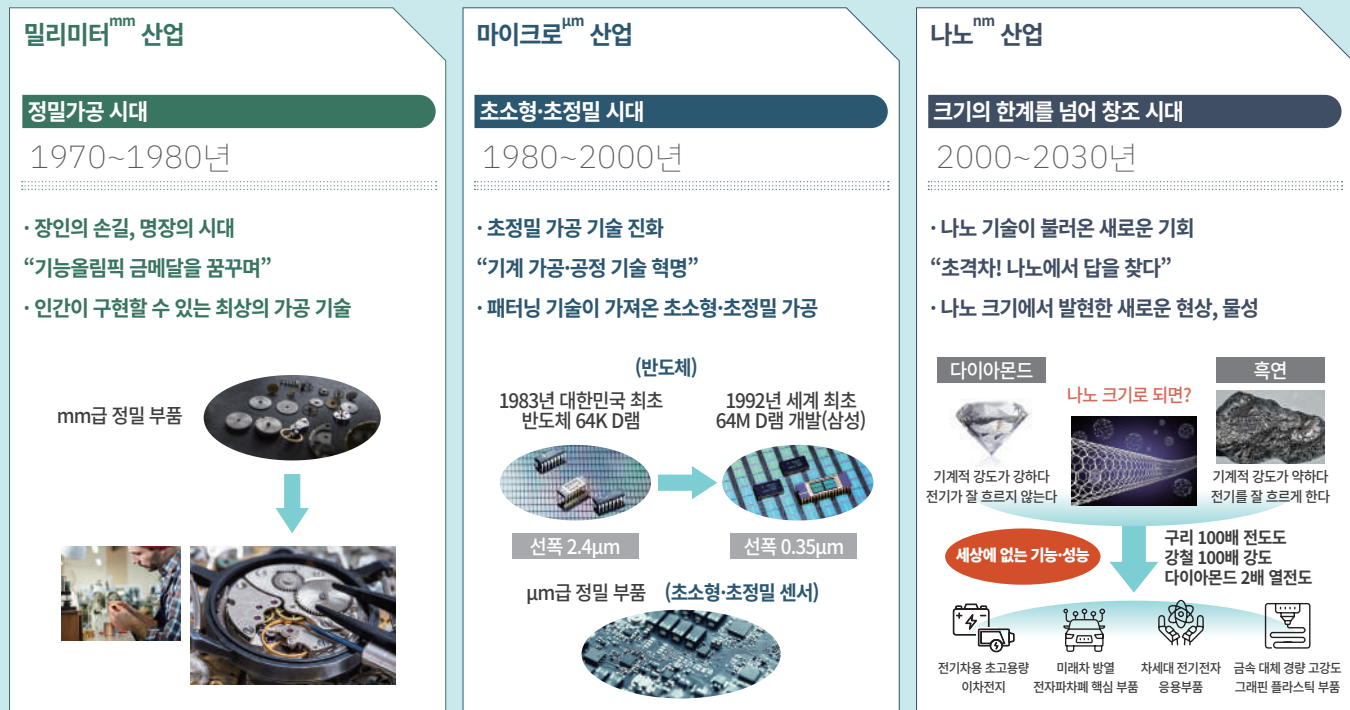 밀리미터mm 산업
정밀가공 시대
1970~1980년
· 장인의 손길, 명장의 시대
“기능올림픽 금메달을 꿈꾸며”
· 인간이 구현할 수 있는 최상의 가공 기술
mm급 정밀 부품
마이크로μm 산업
초소형·초정밀 시대
1980~2000년
· 초정밀 가공 기술 진화
“기계 가공·공정 기술 혁명”
· 패터닝 기술이 가져온 초소형·초정밀 가공
(반도체)
1983년 대한민국 최초
반도체 64K D램
1992년 세계 최초
64M D램 개발(삼성)
선폭 2.4μm
선폭 0.35μm
μm급 정밀 부품 (초소형·초정밀 센서)
나노nm 산업
크기의 한계를 넘어 창조 시대
2000~2030년
· 나노 기술이 불러온 새로운 기회
“초격차! 나노에서 답을 찾다”
· 나노 크기에서 발현한 새로운 현상, 물성
다이아몬드
나노 크기로 되면?
흑연
기계적 강도가 강하다
전기가 잘 흐르지 않는다
기계적 강도가 약하다
전기를 잘 흐르게 한다
세상에 없는 기능·성능
구리 100배 전도도
강철 100배 강도
다이아몬드 2배 열전도
전기차용 초고용량
이차전지
미래차 방열
전자파차폐 핵심 부품
차세대 전기전자
응용부품
금속 대체 경량 고강도
그래핀 플라스틱 부품